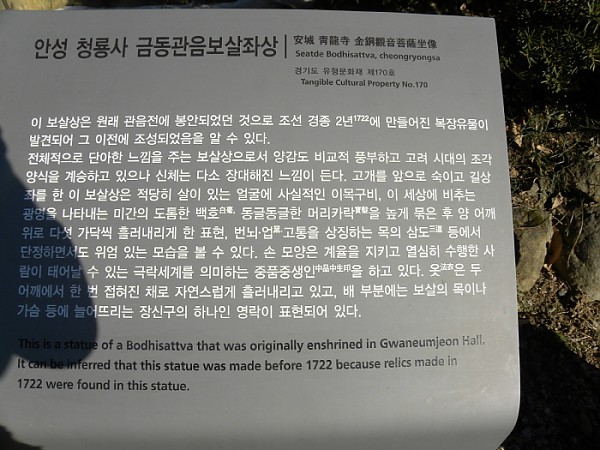 안성 청룡사 금동관음보살좌상
安城 靑龍寺 金銅觀音菩薩坐像
Seatde Bodhisattva, cheongryongsa
경기도 유형문화재 제170호
Tangible Cultural Property No.170
이 보살상은 원래 관음전에 봉안되었던 것으로 조선 경종 2년1722에 만들어진 복장유물이
발견되어 그 이전에 조성되었음을 알 수 있다.
전체적으로 단아한 느낌을 주는 보살상으로서 양감도 비교적 풍부하고 고려 시대의 조각
양식을 계승하고 있으나 신체는 다소 장대해진 느낌이 든다. 고개를 앞으로 숙이고 길상
좌를 한 이 보살상은 적당히 살이 있는 얼굴에 사실적인 이목구비, 이 세상에 비추는
광명을 나타내는 미간의 도톰한 백호白毫, 동글동글한 머리카락寶髮을 높게 묶은 후 양 어깨
위로 다섯 가닥씩 흘러내리게 한 표현, 번뇌·업業·고통을 상징하는 목의 삼도三道 등에서
단정하면서도 위엄 있는 모습을 볼 수 있다. 손 모양은 계율을 지키고 열심히 수행한 사
람이 태어날 수 있는 극락세계를 의미하는 중품중생인中品中生印을 하고 있다. 옷法衣은 두
어깨에서 한 번 접혀진 채로 자연스럽게 흘러내리고 있고, 배 부분에는 보살의 목이나
가슴 등에 늘어뜨리는 장신구의 하나인 영락이 표현되어 있다.
This is a statue of a Bodhisattva that was originally enshrined in Gwaneumjeon Hall.
It can be inferred that this statue was made before 1722 because relics made in
1722 were found in this statue.